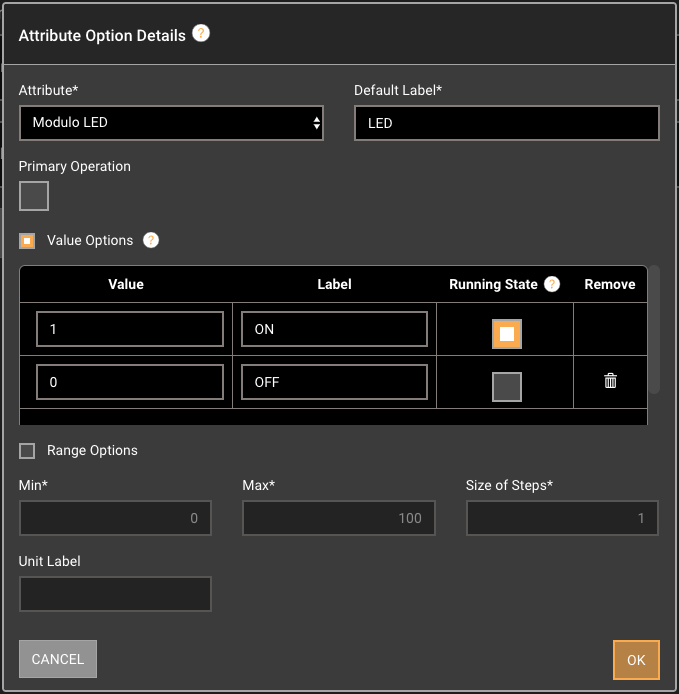 Attribute Option Details ?
Attribute* Default Label*
Modulo LED LED
Primary Operation
Value Options ?
Value Label Running State ? Remove
1 ON
0 OFF
Range Options
Min* Max* Size of Steps*
0 100 1
Unit Label
CANCEL OK